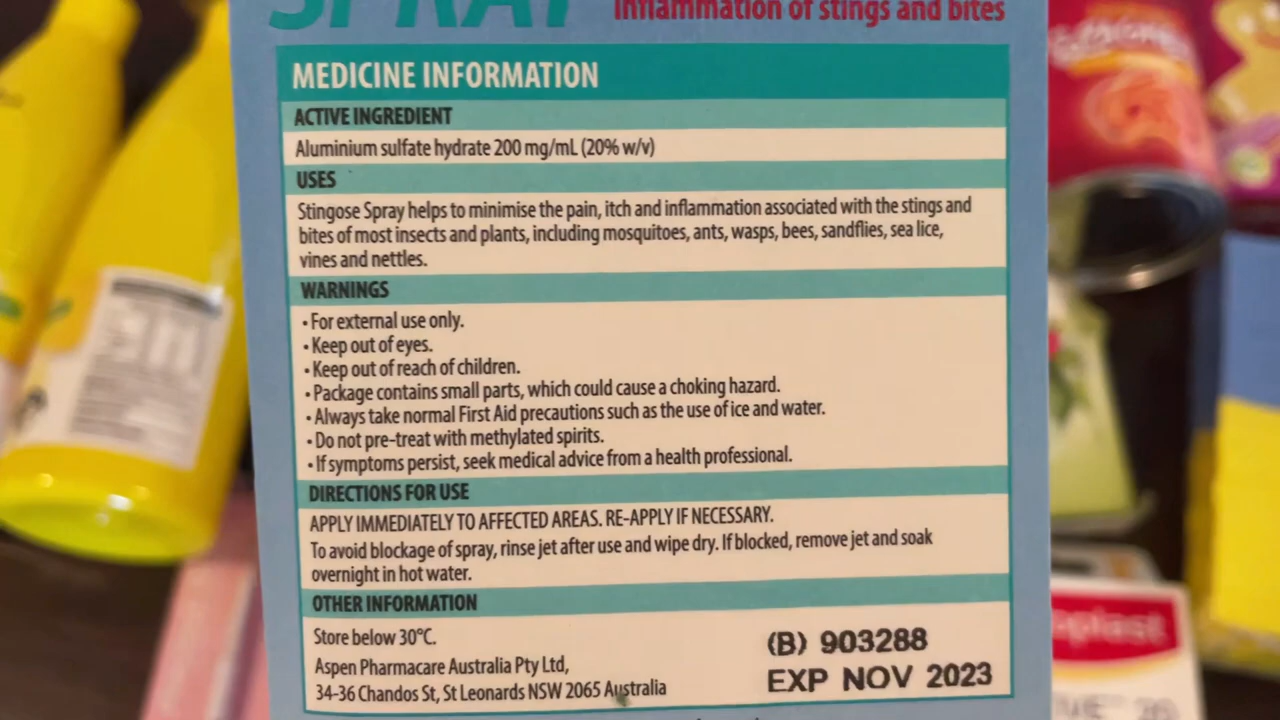 SPRAY inflammation of stings and bites
MEDICINE INFORMATION
ACTIVE INGREDIENT
Aluminium sulfate hydrate 200 mg/mL (20% w/v)
USES
Stingose Spray helps to minimise the pain, itch and inflammation associated with the stings and
bites of most insects and plants, including mosquitoes, ants, wasps, bees, sandflies, sea lice,
vines and nettles.
WARNINGS
• For external use only.
• Keep out of eyes.
• Keep out of reach of children.
• Package contains small parts, which could cause a choking hazard.
• Always take normal First Aid precautions such as the use of ice and water.
• Do not pre-treat with methylated spirits.
• If symptoms persist, seek medical advice from a health professional.
DIRECTIONS FOR USE
APPLY IMMEDIATELY TO AFFECTED AREAS. RE-APPLY IF NECESSARY.
To avoid blockage of spray, rinse jet after use and wipe dry. If blocked, remove jet and soak
overnight in hot water.
OTHER INFORMATION
Store below 30°C.
Aspen Pharmacare Australia Pty Ltd,
34-36 Chandos St, St Leonards NSW 2065 Australia
(B) 903288
EXP NOV 2023